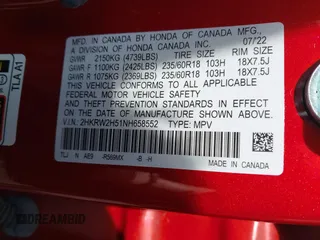 MFD. IN CANADA BY HONDA OF CANADA MFG.,
A DIVISION OF HONDA CANADA INC. 07/22
GVWR 2150KG (4739LBS) TIRE SIZE RIM SIZE
GAWR F 1100KG (2425LBS) 235/60R18 103H 18X7.5J
GAWR R 1075KG (2369LBS) 235/60R18 103H 18X7.5J
THIS VEHICLE CONFORMS TO ALL APPLICABLE
FEDERAL MOTOR VEHICLE SAFETY AND
THEFT PREVENTION STANDARDS IN EFFECT ON
THE DATE OF MANUFACTURE SHOWN ABOVE.
V.I.N: 2HKRW2H51NH658552 TYPE: MPV
R569MX -B -H
MADE IN CANADA
TLA A1
DREAMBID